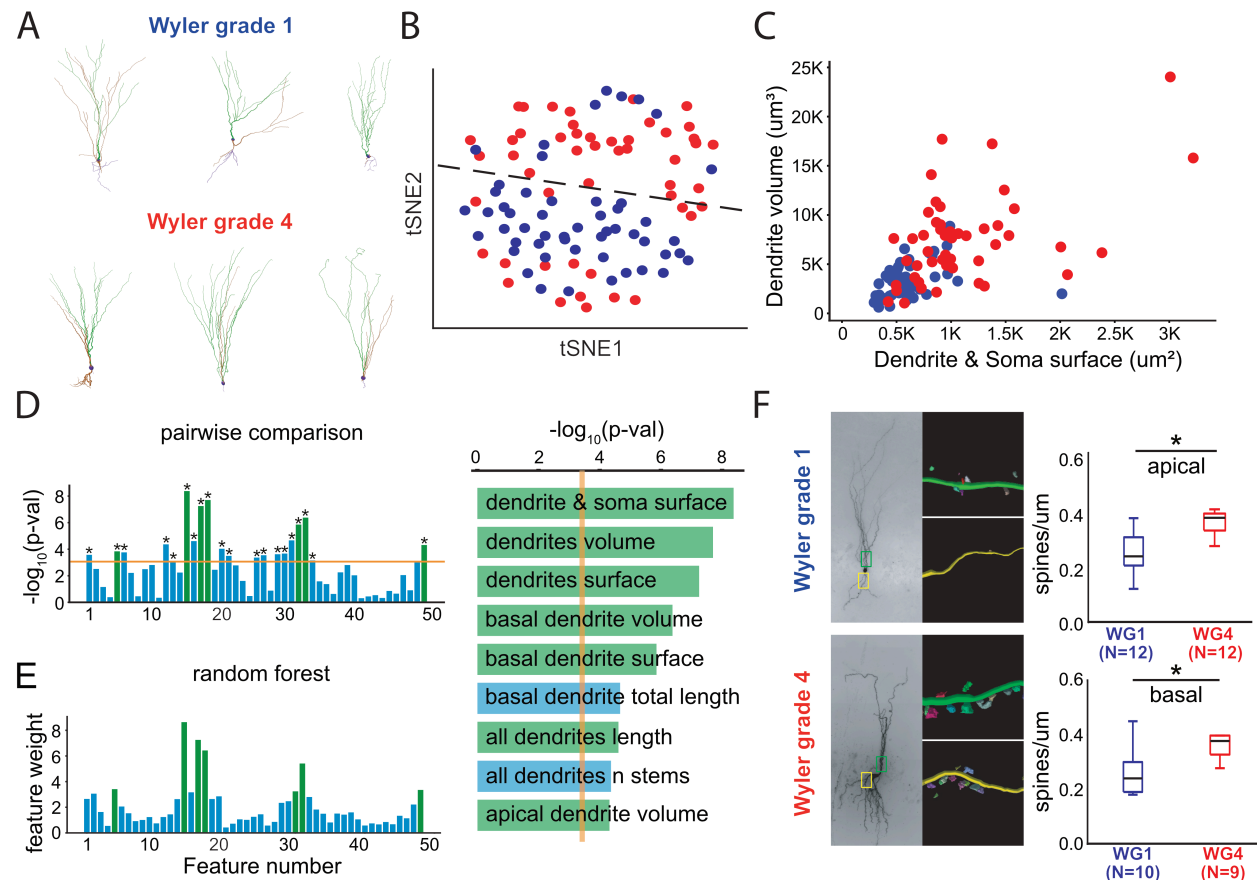 A
Wyler grade 1
Wyler grade 4
B
tSNE2
tSNE1
C
Dendrite volume (um³)
25K
20K
15K
10K
5K
0
0
0.5K
1K
1.5K
2K
2.5K
3K
Dendrite & Soma surface (um²)
D
pairwise comparison
-log10(p-val)
8
6
4
2
0
* * * * * * * * * * * * * * * * * * * *
1
10
20
30
40
50
-log10(p-val)
0 2 4 6 8
dendrite & soma surface
dendrites volume
dendrites surface
basal dendrite volume
basal dendrite surface
basal dendrite total length
all dendrites length
all dendrites n stems
apical dendrite volume
E
random forest
feature weight
8
6
4
2
0
1
10
20
30
40
50
Feature number
F
Wyler grade 1
Wyler grade 4
spines/um
0.6
0.4
0.2
0.0
*
apical
WG1
(N=12)
WG4
(N=12)
spines/um
0.6
0.4
0.2
0.0
*
basal
WG1
(N=10)
WG4
(N=9)